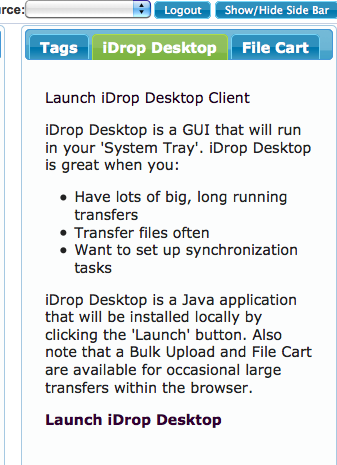 rce: Logout Show/Hide Side Bar
Tags iDrop Desktop File Cart
Launch iDrop Desktop Client
iDrop Desktop is a GUI that will run
in your 'System Tray'. iDrop Desktop
is great when you:
• Have lots of big, long running
transfers
• Transfer files often
• Want to set up synchronization
tasks
iDrop Desktop is a Java application
that will be installed locally by
clicking the 'Launch' button. Also
note that a Bulk Upload and File Cart
are available for occasional large
transfers within the browser.
Launch iDrop Desktop